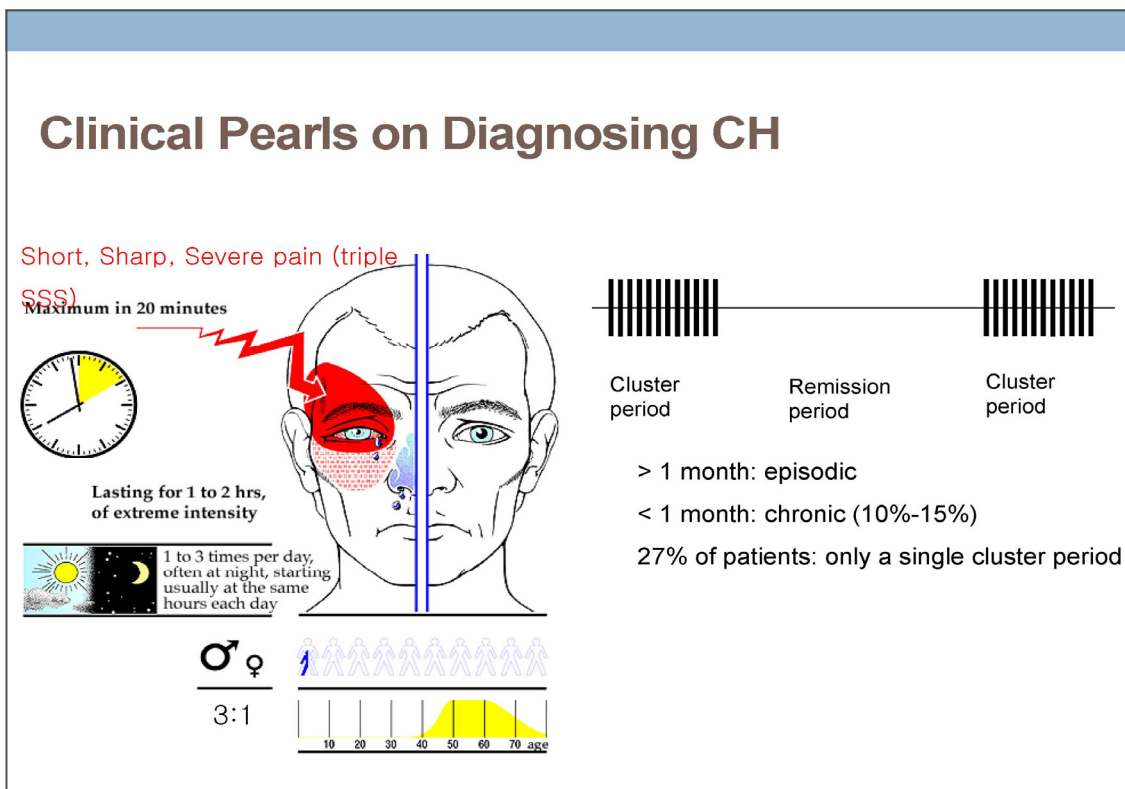 Clinical Pearls on Diagnosing CH
Short, Sharp, Severe pain (triple
SSS)
Maximum in 20 minutes
Lasting for 1 to 2 hrs,
of extreme intensity
1 to 3 times per day,
often at night, starting
usually at the same
hours each day
♂♀
3:1
10 20 30 40 50 60 70 age
Cluster
period
Remission
period
Cluster
period
> 1 month: episodic
< 1 month: chronic (10%-15%)
27% of patients: only a single cluster period